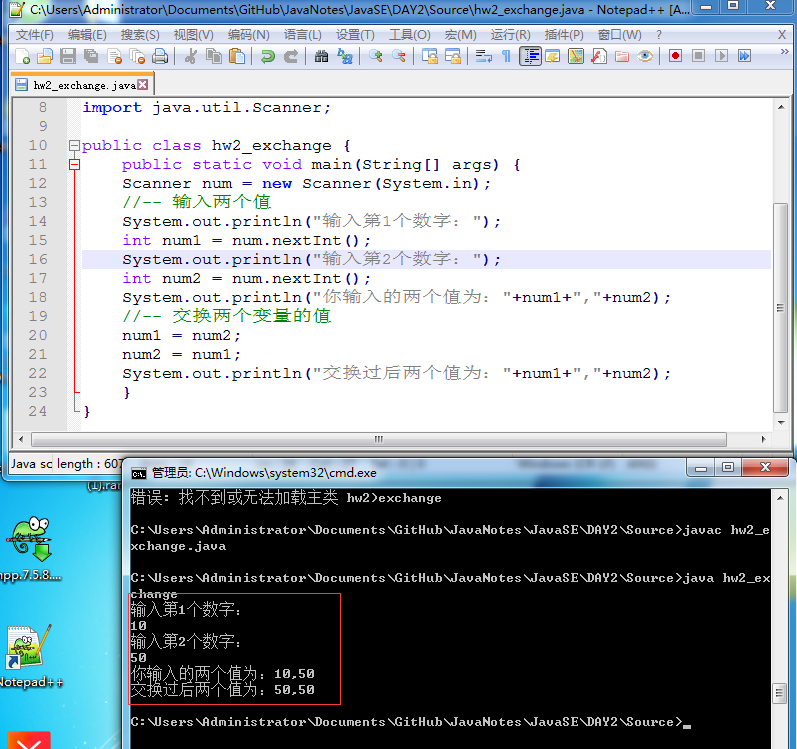 C:\Users\Administrator\Documents\GitHub\JavaNotes\JavaSE\DAY2\Source\hw2_exchange.java - Notepad++ [A...
文件(F) 编辑(E) 搜索(S) 视图(V) 编码(N) 语言(L) 设置(T) 工具(O) 宏(M) 运行(R) 插件(P) 窗口(W) ? X
hw2_exchange.java
8 import java.util.Scanner;
9
10 public class hw2_exchange {
11 public static void main(String[] args) {
12 Scanner num = new Scanner(System.in);
13 //-- 输入两个值
14 System.out.println("输入第1个数字：");
15 int num1 = num.nextInt();
16 System.out.println("输入第2个数字：");
17 int num2 = num.nextInt();
18 System.out.println("你输入的两个值为："+num1+","+num2);
19 //-- 交换两个变量的值
20 num1 = num2;
21 num2 = num1;
22 System.out.println("交换过后两个值为："+num1+","+num2);
23 }
24 }
Java sc length : 607
(1).rar
管理员: C:\Windows\system32\cmd.exe
错误: 找不到或无法加载主类 hw2>exchange
C:\Users\Administrator\Documents\GitHub\JavaNotes\JavaSE\DAY2\Source>javac hw2_e
xchange.java
C:\Users\Administrator\Documents\GitHub\JavaNotes\JavaSE\DAY2\Source>java hw2_ex
change
输入第1个数字：
10
输入第2个数字：
50
你输入的两个值为：10,50
交换过后两个值为：50,50
C:\Users\Administrator\Documents\GitHub\JavaNotes\JavaSE\DAY2\Source>_
npp.7.5.8....
Notepad++